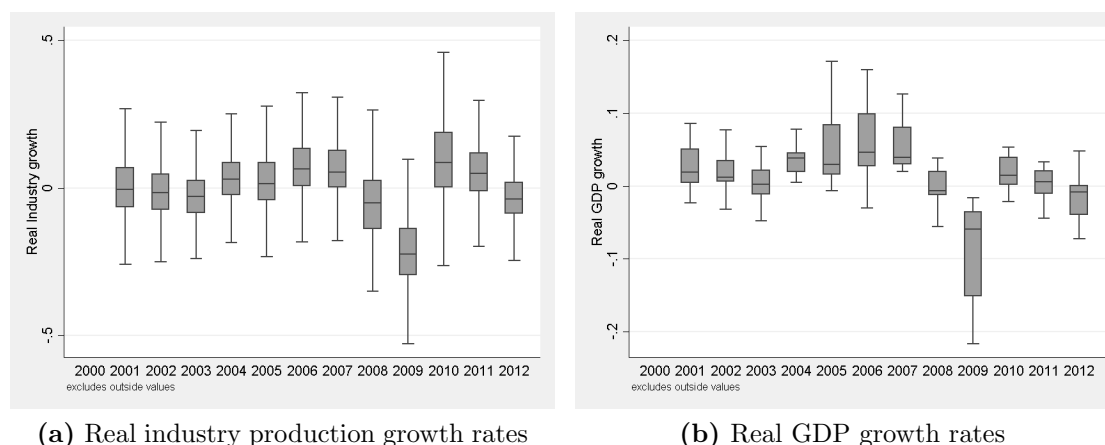 Real Industry growth
.5
0
-.5
2000 2001 2002 2003 2004 2005 2006 2007 2008 2009 2010 2011 2012
excludes outside values
(a) Real industry production growth rates
Real GDP growth
.2
.1
0
-.1
-.2
2000 2001 2002 2003 2004 2005 2006 2007 2008 2009 2010 2011 2012
excludes outside values
(b) Real GDP growth rates